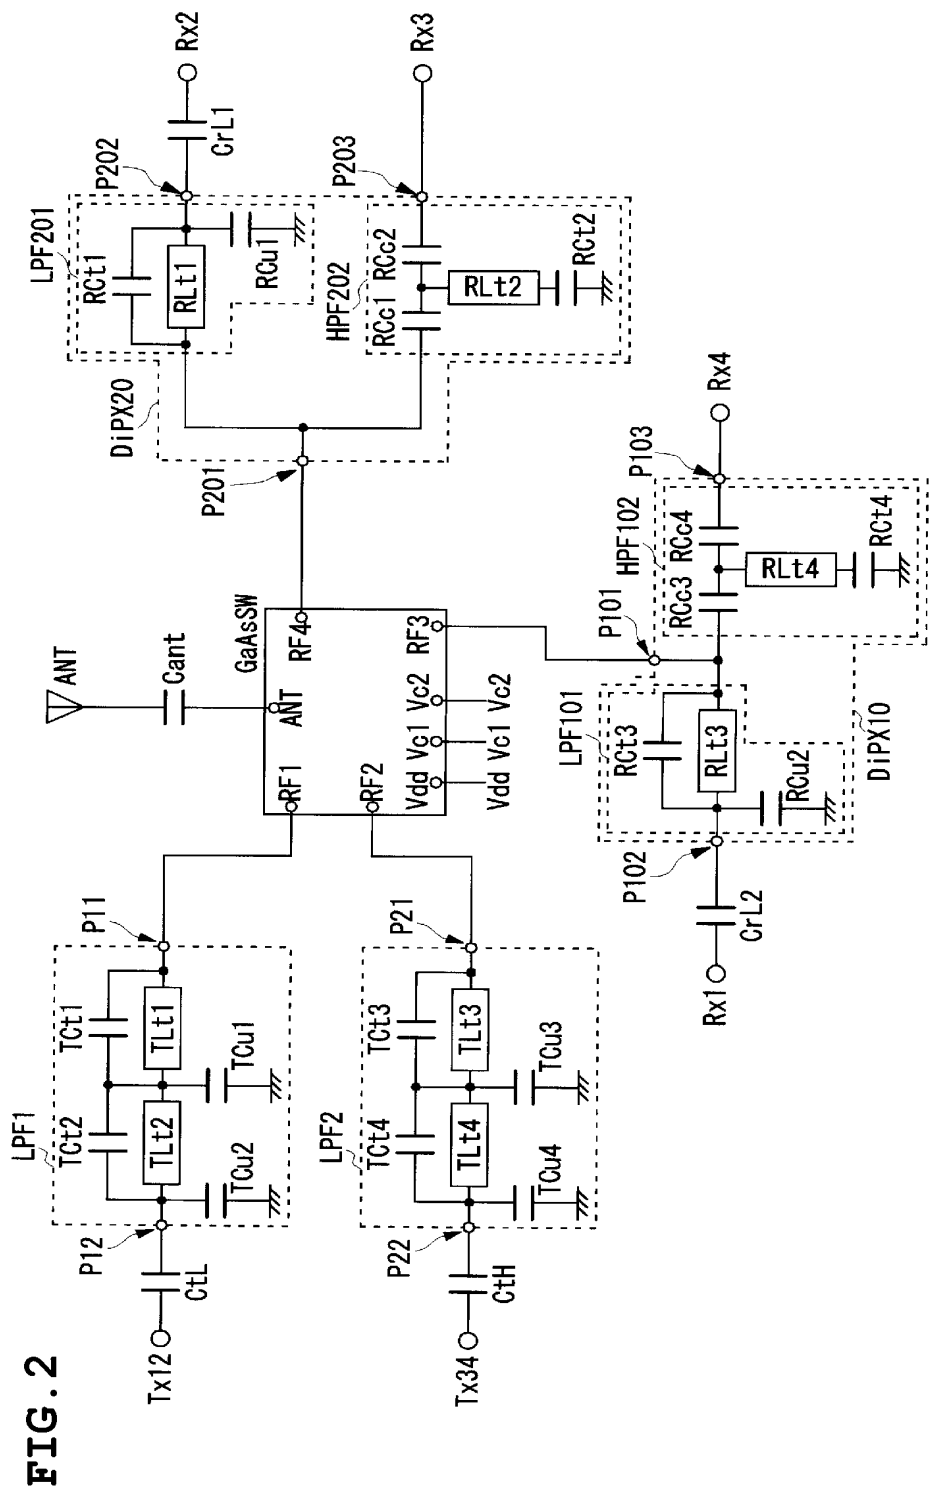 FIG.2
Tx12
CtL
P12
LPF1
TCt2
TCt1
TLt2
TLt1
TCu2
TCu1
P11
Tx34
CtH
P22
LPF2
TCt4
TCt3
TLt4
TLt3
TCu4
TCu3
P21
ANT
Cant
GaAsSW
RF1
ANT
RF4
RF2
Vdd
Vc1
Vc2
RF3
Vdd
Vc1
Vc2
P201
DiPX20
LPF201
RCt1
RLt1
RCu1
P202
CrL1
Rx2
HPF202
RCc1
RCc2
RLt2
RCt2
P203
Rx3
Rx1
CrL2
P102
LPF101
RCt3
RLt3
RCu2
DiPX10
P101
HPF102
RCc3
RCc4
RLt4
RCt4
P103
Rx4